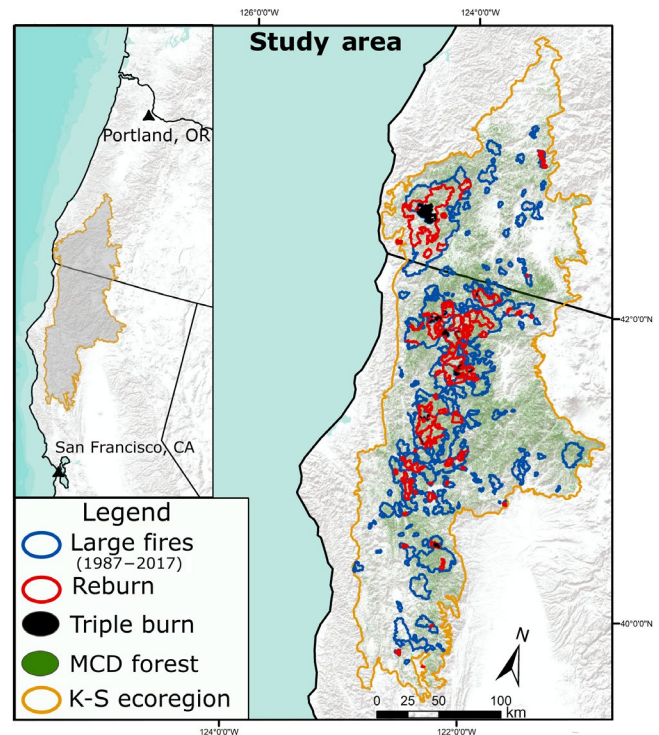 126°0'0"W
124°0'0"W
Study area
Portland, OR
42°0'0"N
San Francisco, CA
Legend
Large fires
(1987−2017)
Reburn
Triple burn
MCD forest
K-S ecoregion
40°0'0"N
N
0 25 50 100
km
124°0'0"W
122°0'0"W